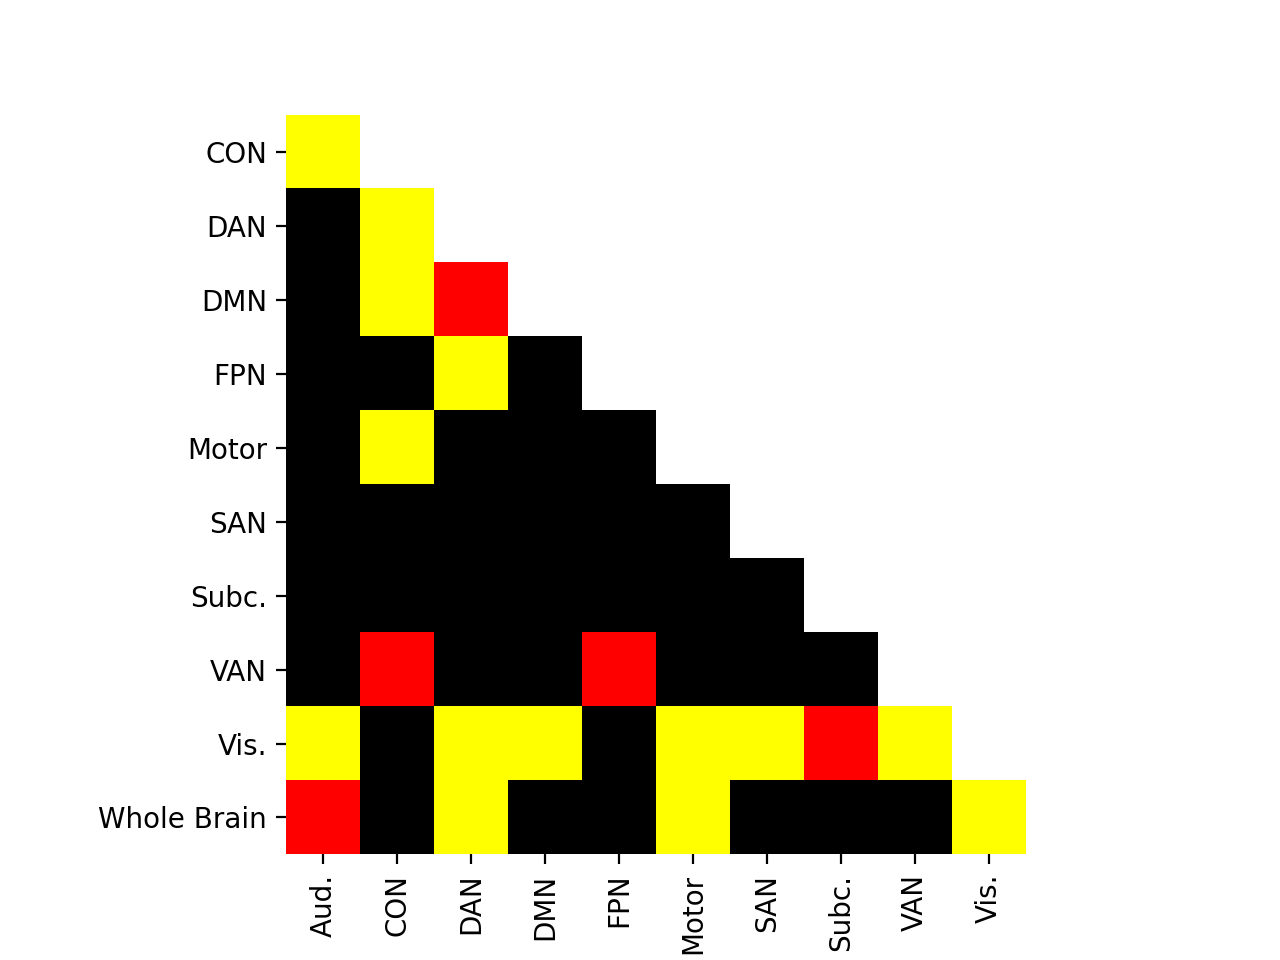 CON
DAN
DMN
FPN
Motor
SAN
Subc.
VAN
Vis.
Whole Brain
Aud.
CON
DAN
DMN
FPN
Motor
SAN
Subc.
VAN
Vis.